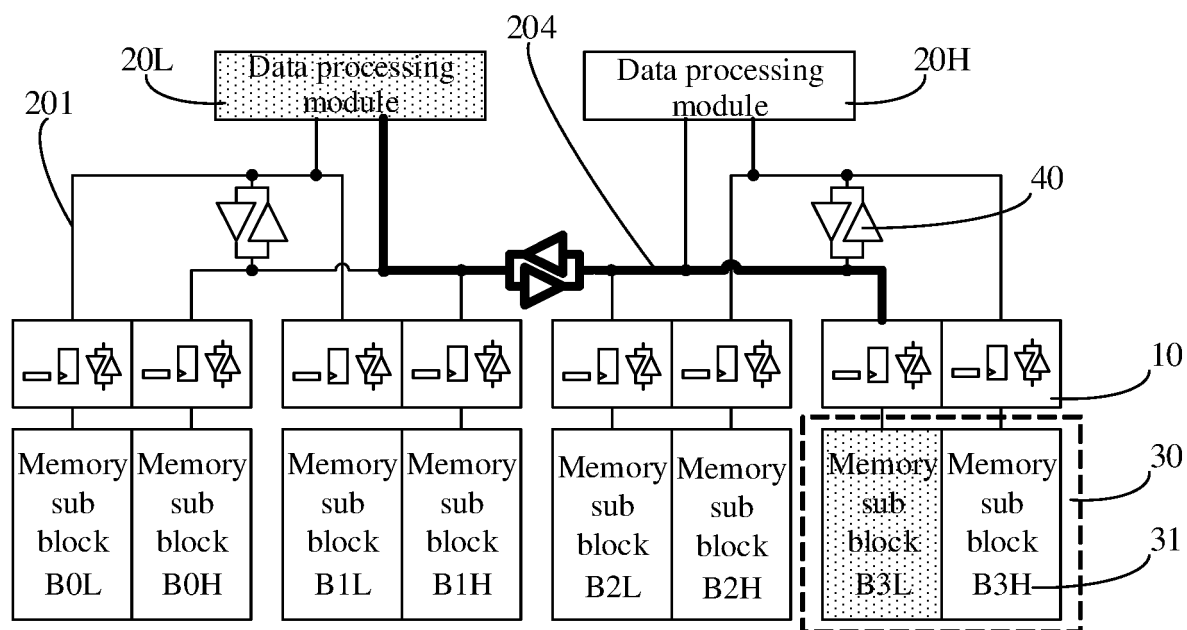 204
20L
Data processing
module
Data processing
module
20H
201
40
10
Memory
sub
block
B0L
Memory
sub
block
B0H
Memory
sub
block
B1L
Memory
sub
block
B1H
Memory
sub
block
B2L
Memory
sub
block
B2H
Memory
sub
block
B3L
Memory
sub
block
B3H
30
31